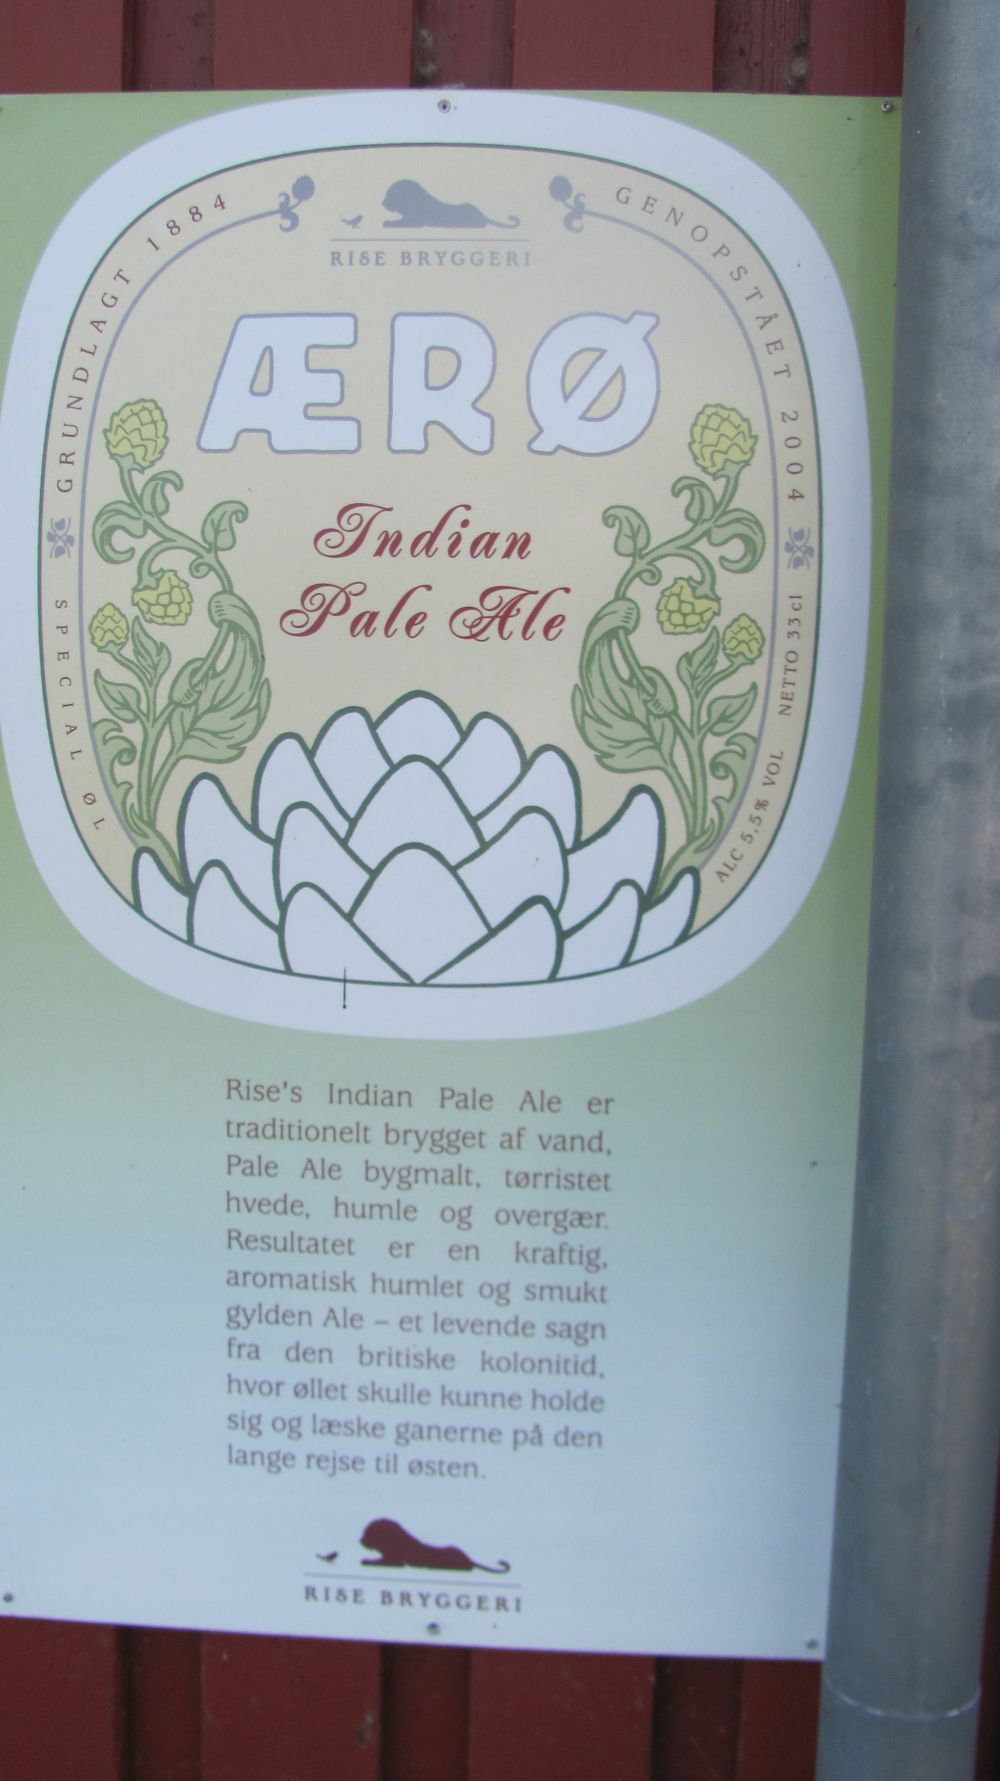 GRUNDLAGT 1884
GENOPSTÅET 2004
RISE BRYGGERI
ÆRØ
Indian
Pale Ale
SPECIAL ØL
ALC 5,5% VOL NETTO 33cl
Rise's Indian Pale Ale er
traditionelt brygget af vand,
Pale Ale bygmalt, tørristet
hvede, humle og overgær.
Resultatet er en kraftig,
aromatisk humlet og smukt
gylden Ale – et levende sagn
fra den britiske kolonitid,
hvor øllet skulle kunne holde
sig og læske ganerne på den
lange rejse til østen.
RISE BRYGGERI